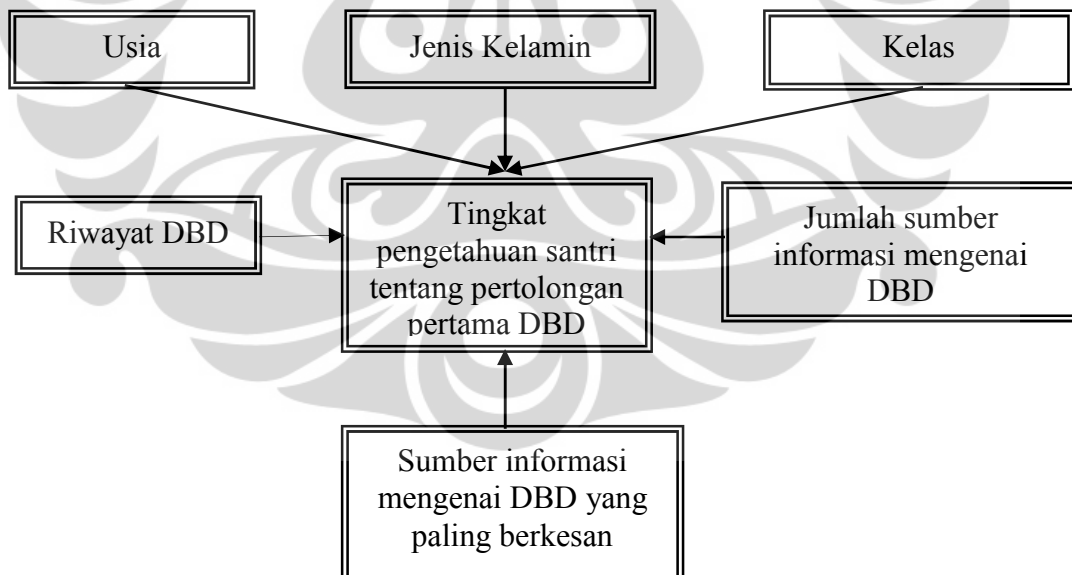 Usia
Jenis Kelamin
Kelas
Riwayat DBD
Tingkat
pengetahuan santri
tentang pertolongan
pertama DBD
Jumlah sumber
informasi mengenai
DBD
Sumber informasi
mengenai DBD yang
paling berkesan